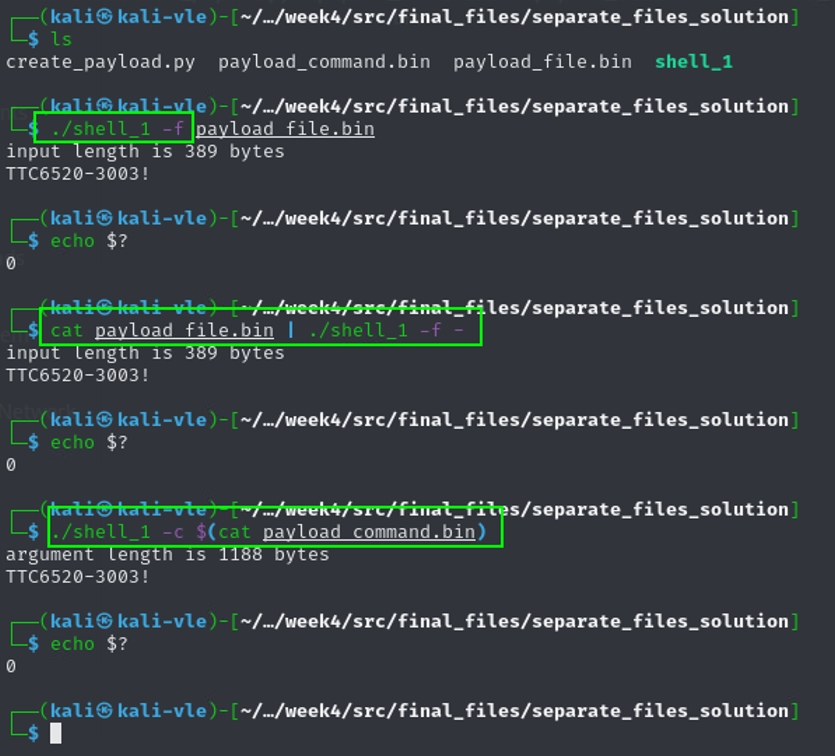 ┌──(kali㉿kali-vle)-[~/…/week4/src/final_files/separate_files_solution]
└─$ ls
create_payload.py  payload_command.bin  payload_file.bin  shell_1
┌──(kali㉿kali-vle)-[~/…/week4/src/final_files/separate_files_solution]
└─$ ./shell_1 -f payload_file.bin
input length is 389 bytes
TTC6520-3003!
┌──(kali㉿kali-vle)-[~/…/week4/src/final_files/separate_files_solution]
└─$ echo $?
0
┌──(kali㉿kali-vle)-[~/…/week4/src/final_files/separate_files_solution]
└─$ cat payload_file.bin | ./shell_1 -f -
input length is 389 bytes
TTC6520-3003!
┌──(kali㉿kali-vle)-[~/…/week4/src/final_files/separate_files_solution]
└─$ echo $?
0
┌──(kali㉿kali-vle)-[~/…/week4/src/final_files/separate_files_solution]
└─$ ./shell_1 -c $(cat payload_command.bin)
argument length is 1188 bytes
TTC6520-3003!
┌──(kali㉿kali-vle)-[~/…/week4/src/final_files/separate_files_solution]
└─$ echo $?
0
┌──(kali㉿kali-vle)-[~/…/week4/src/final_files/separate_files_solution]
└─$